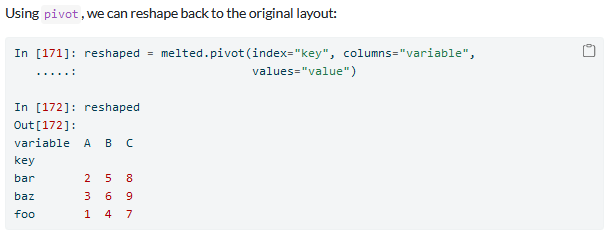 Using pivot, we can reshape back to the original layout:
In [171]: reshaped = melted.pivot(index="key", columns="variable",
   .....:                         values="value")
In [172]: reshaped
Out[172]:
variable  A  B  C
key
bar       2  5  8
baz       3  6  9
foo       1  4  7